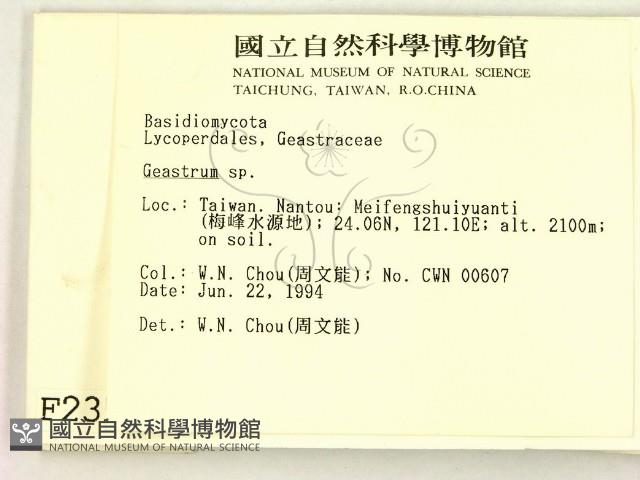 國立自然科學博物館
NATIONAL MUSEUM OF NATURAL SCIENCE
TAICHUNG, TAIWAN, R.O.CHINA
Basidiomycota
Lycoperdales, Geastraceae
Geastrum sp.
Loc.: Taiwan. Nantou: Meifengshuiyuanti
(梅峰水源地); 24.06N, 121.10E; alt. 2100m;
on soil.
Col.: W.N. Chou(周文能); No. CWN 00607
Date: Jun. 22, 1994
Det.: W.N. Chou(周文能)
F23
國立自然科學博物館
NATIONAL MUSEUM OF NATURAL SCIENCE